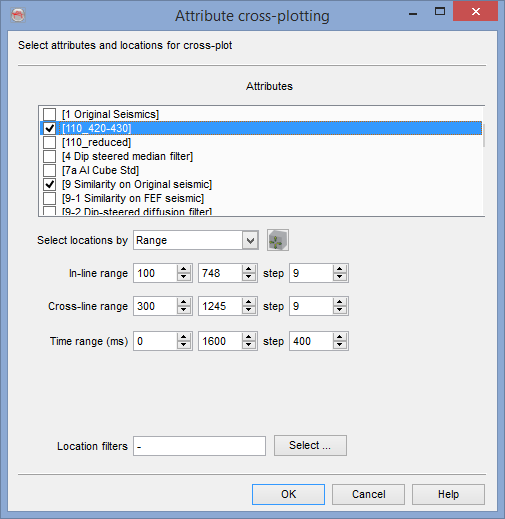 Attribute cross-plotting
Select attributes and locations for cross-plot
Attributes
[1 Original Seismics]
[110_420-430]
[110_reduced]
[4 Dip steered median filter]
[7a AI Cube Std]
[9 Similarity on Original seismic]
[9-1 Similarity on FEF seismic]
[9-2 Dip-steered diffusion filter]
Select locations by Range
In-line range 100 748 step 9
Cross-line range 300 1245 step 9
Time range (ms) 0 1600 step 400
Location filters - Select ...
OK Cancel Help